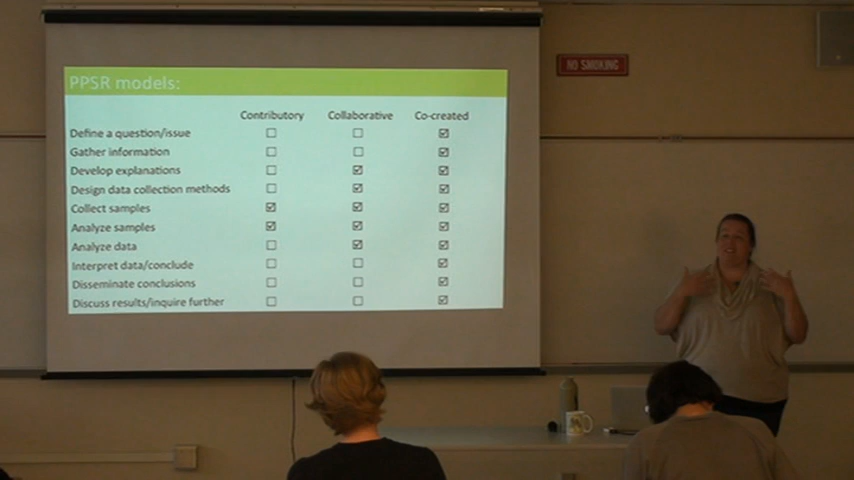 PPSR models:
Contributory Collaborative Co-created
Define a question/issue ☐ ☐ ☑
Gather information ☐ ☐ ☑
Develop explanations ☐ ☑ ☑
Design data collection methods ☐ ☑ ☑
Collect samples ☑ ☑ ☑
Analyze samples ☑ ☑ ☑
Analyze data ☐ ☑ ☑
Interpret data/conclude ☐ ☐ ☑
Disseminate conclusions ☐ ☐ ☑
Discuss results/inquire further ☐ ☐ ☑
NO SMOKING